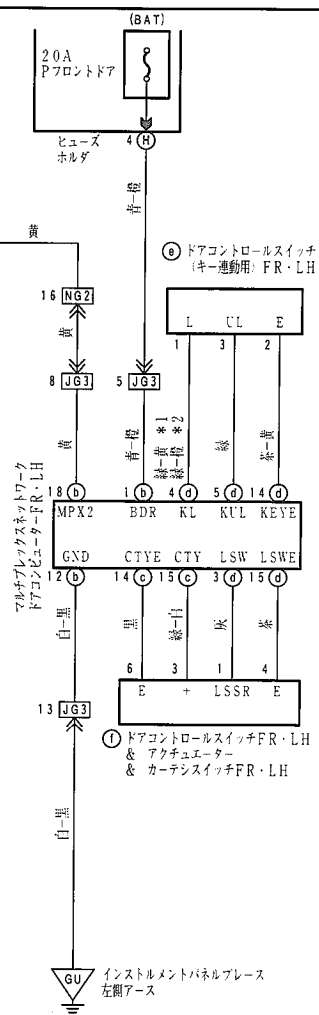 (BAT)
20A
Pフロントドア
4 H
ヒューズ
ホルダ
青-橙
黄
e ドアコントロールスイッチ
(キー連動用) FR・LH
16 NG2
L UL E
1 3 2
黄
8 JG3
5 JG3
黄
青-橙
緑-黄 *1
緑-橙 *2
緑
茶-黄
マルチプレックスネットワーク
ドアコンピューターFR・LH
18 b 1 b 4 d 5 d 14 d
MPX2 BDR KL KUL KEYE
GND CTYE CTY LSW LSWE
12 b 14 c 15 c 3 d 15 d
白-黒
黒
緑-白
灰
茶
6 3 1 4
E + LSSR E
13 JG3
f ドアコントロールスイッチFR・LH
& アクチュエーター
& カーテシスイッチFR・LH
白-黒
GU インストルメントパネルブレース
左側アース